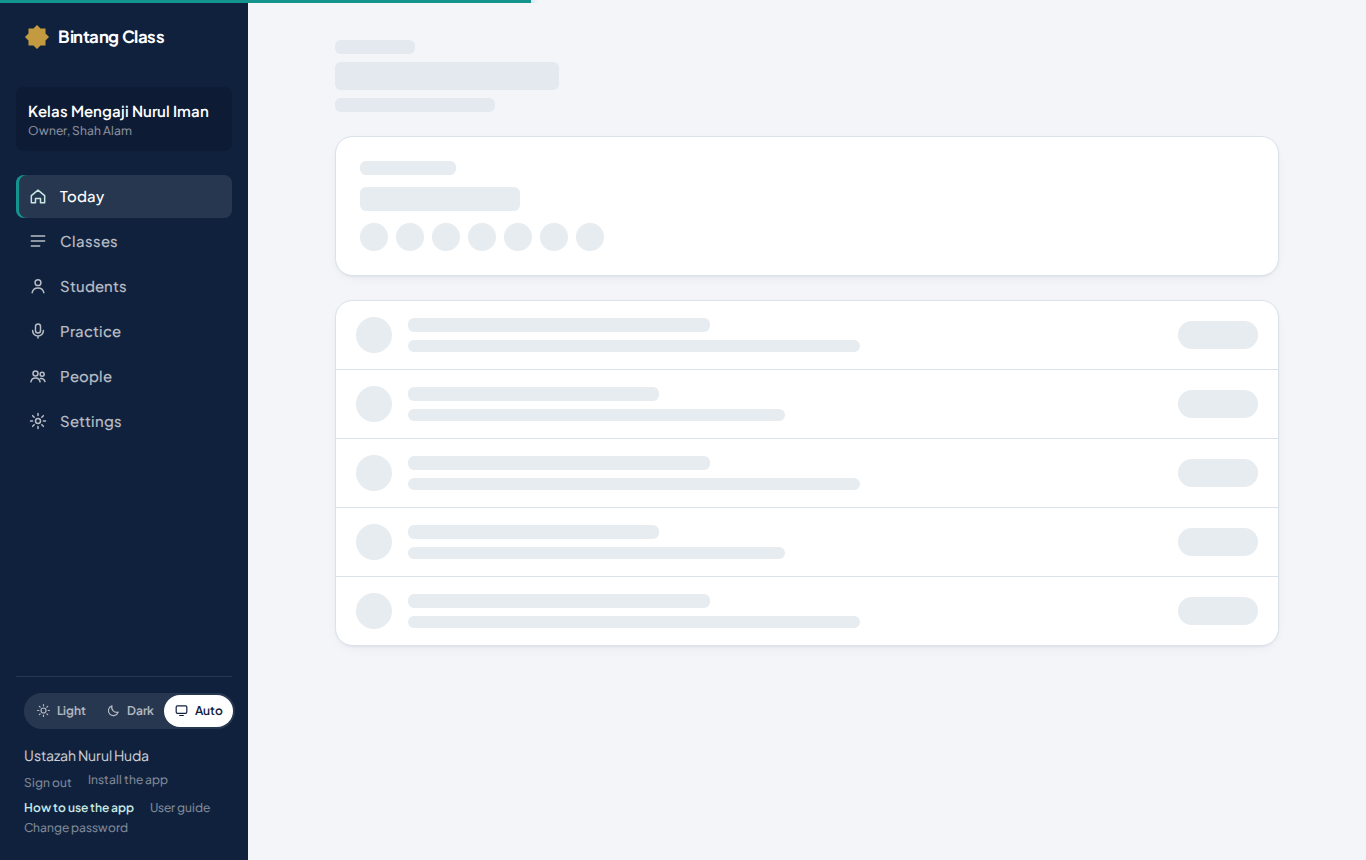 Bintang Class
Kelas Mengaji Nurul Iman
Owner, Shah Alam
Today
Classes
Students
Practice
People
Settings
Light Dark Auto
Ustazah Nurul Huda
Sign out Install the app
How to use the app User guide
Change password